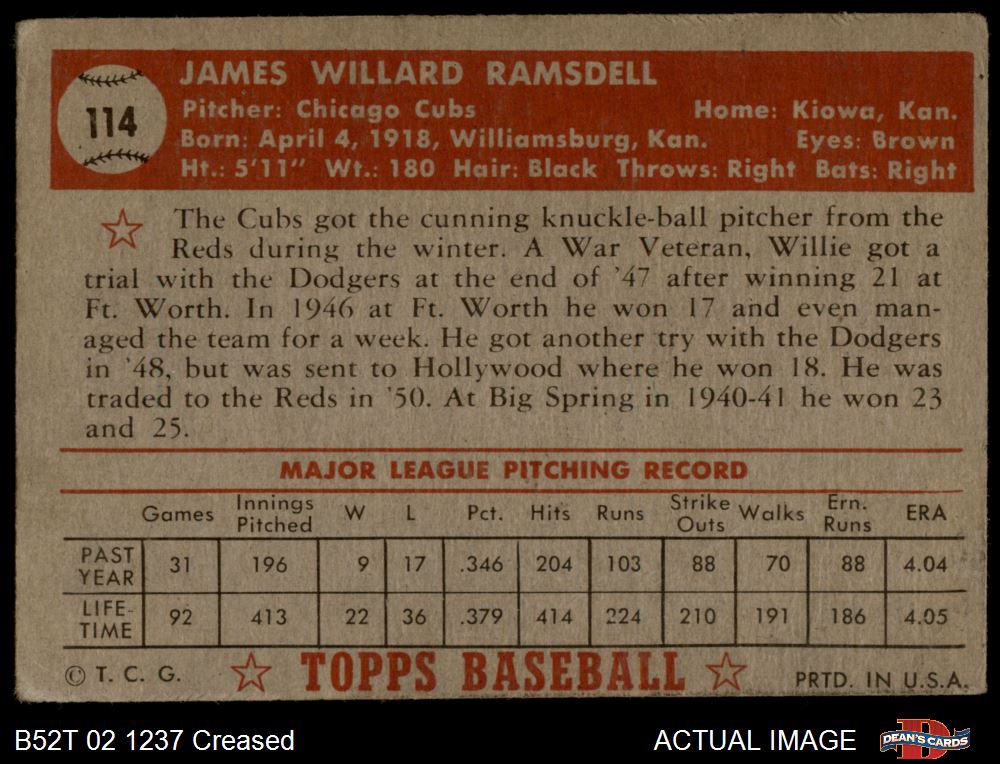 114
JAMES WILLARD RAMSDELL
Pitcher: Chicago Cubs Home: Kiowa, Kan.
Born: April 4, 1918, Williamsburg, Kan. Eyes: Brown
Ht.: 5'11" Wt.: 180 Hair: Black Throws: Right Bats: Right
The Cubs got the cunning knuckle-ball pitcher from the
Reds during the winter. A War Veteran, Willie got a
trial with the Dodgers at the end of '47 after winning 21 at
Ft. Worth. In 1946 at Ft. Worth he won 17 and even man-
aged the team for a week. He got another try with the Dodgers
in '48, but was sent to Hollywood where he won 18. He was
traded to the Reds in '50. At Big Spring in 1940-41 he won 23
and 25.
MAJOR LEAGUE PITCHING RECORD
Games Innings Pitched W L Pct. Hits Runs Strike Outs Walks Ern. Runs ERA
PAST YEAR 31 196 9 17 .346 204 103 88 70 88 4.04
LIFE-TIME 92 413 22 36 .379 414 224 210 191 186 4.05
© T. C. G. TOPPS BASEBALL PRTD. IN U.S.A.
B52T 02 1237 Creased ACTUAL IMAGE DEAN'S CARDS